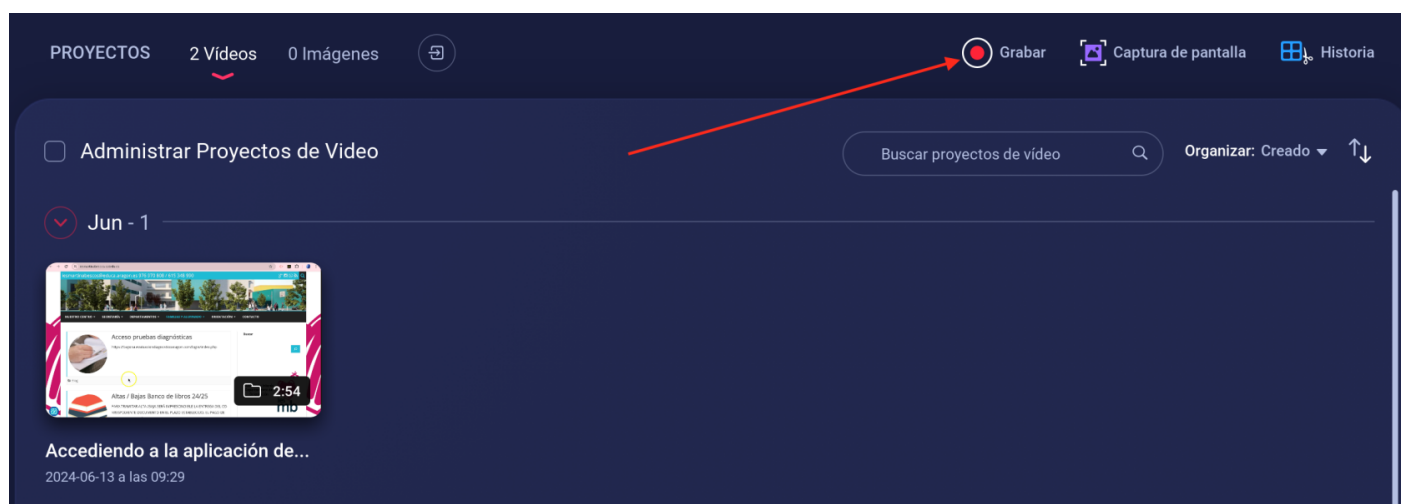 PROYECTOS 2 Vídeos 0 Imágenes Grabar Captura de pantalla Historia
Administrar Proyectos de Video
Buscar proyectos de vídeo Organizar: Creado
Jun - 1
Acceso pruebas diagnósticas
Altas / Bajas Banco de libros 24/25
2:54
mb
Accediendo a la aplicación de...
2024-06-13 a las 09:29